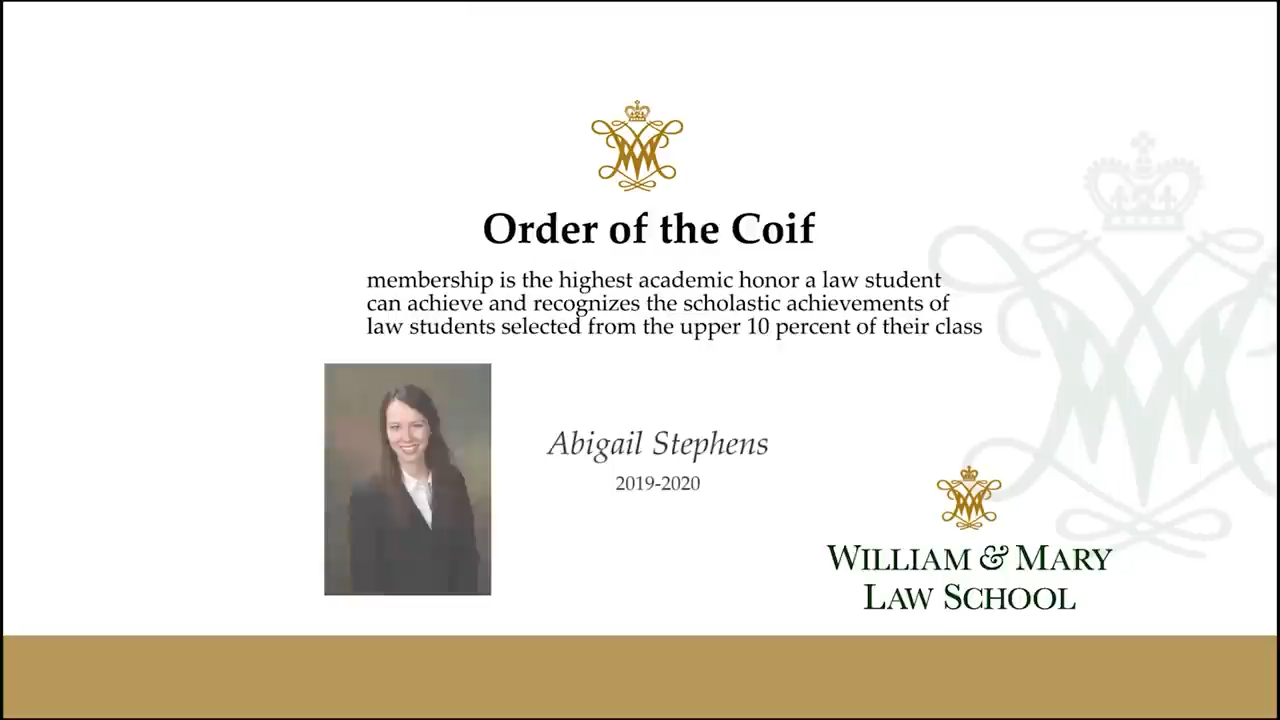 Order of the Coif
membership is the highest academic honor a law student
can achieve and recognizes the scholastic achievements of
law students selected from the upper 10 percent of their class
Abigail Stephens
2019-2020
WILLIAM & MARY
LAW SCHOOL